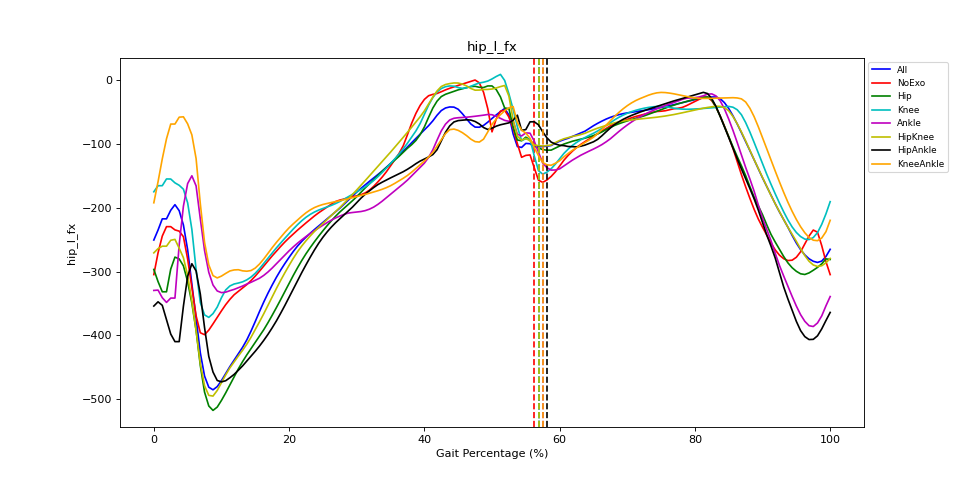 hip_l_fx
0
−100
−200
−300
−400
−500
hip_l_fx
0
20
40
60
80
100
Gait Percentage (%)
All
NoExo
Hip
Knee
Ankle
HipKnee
HipAnkle
KneeAnkle